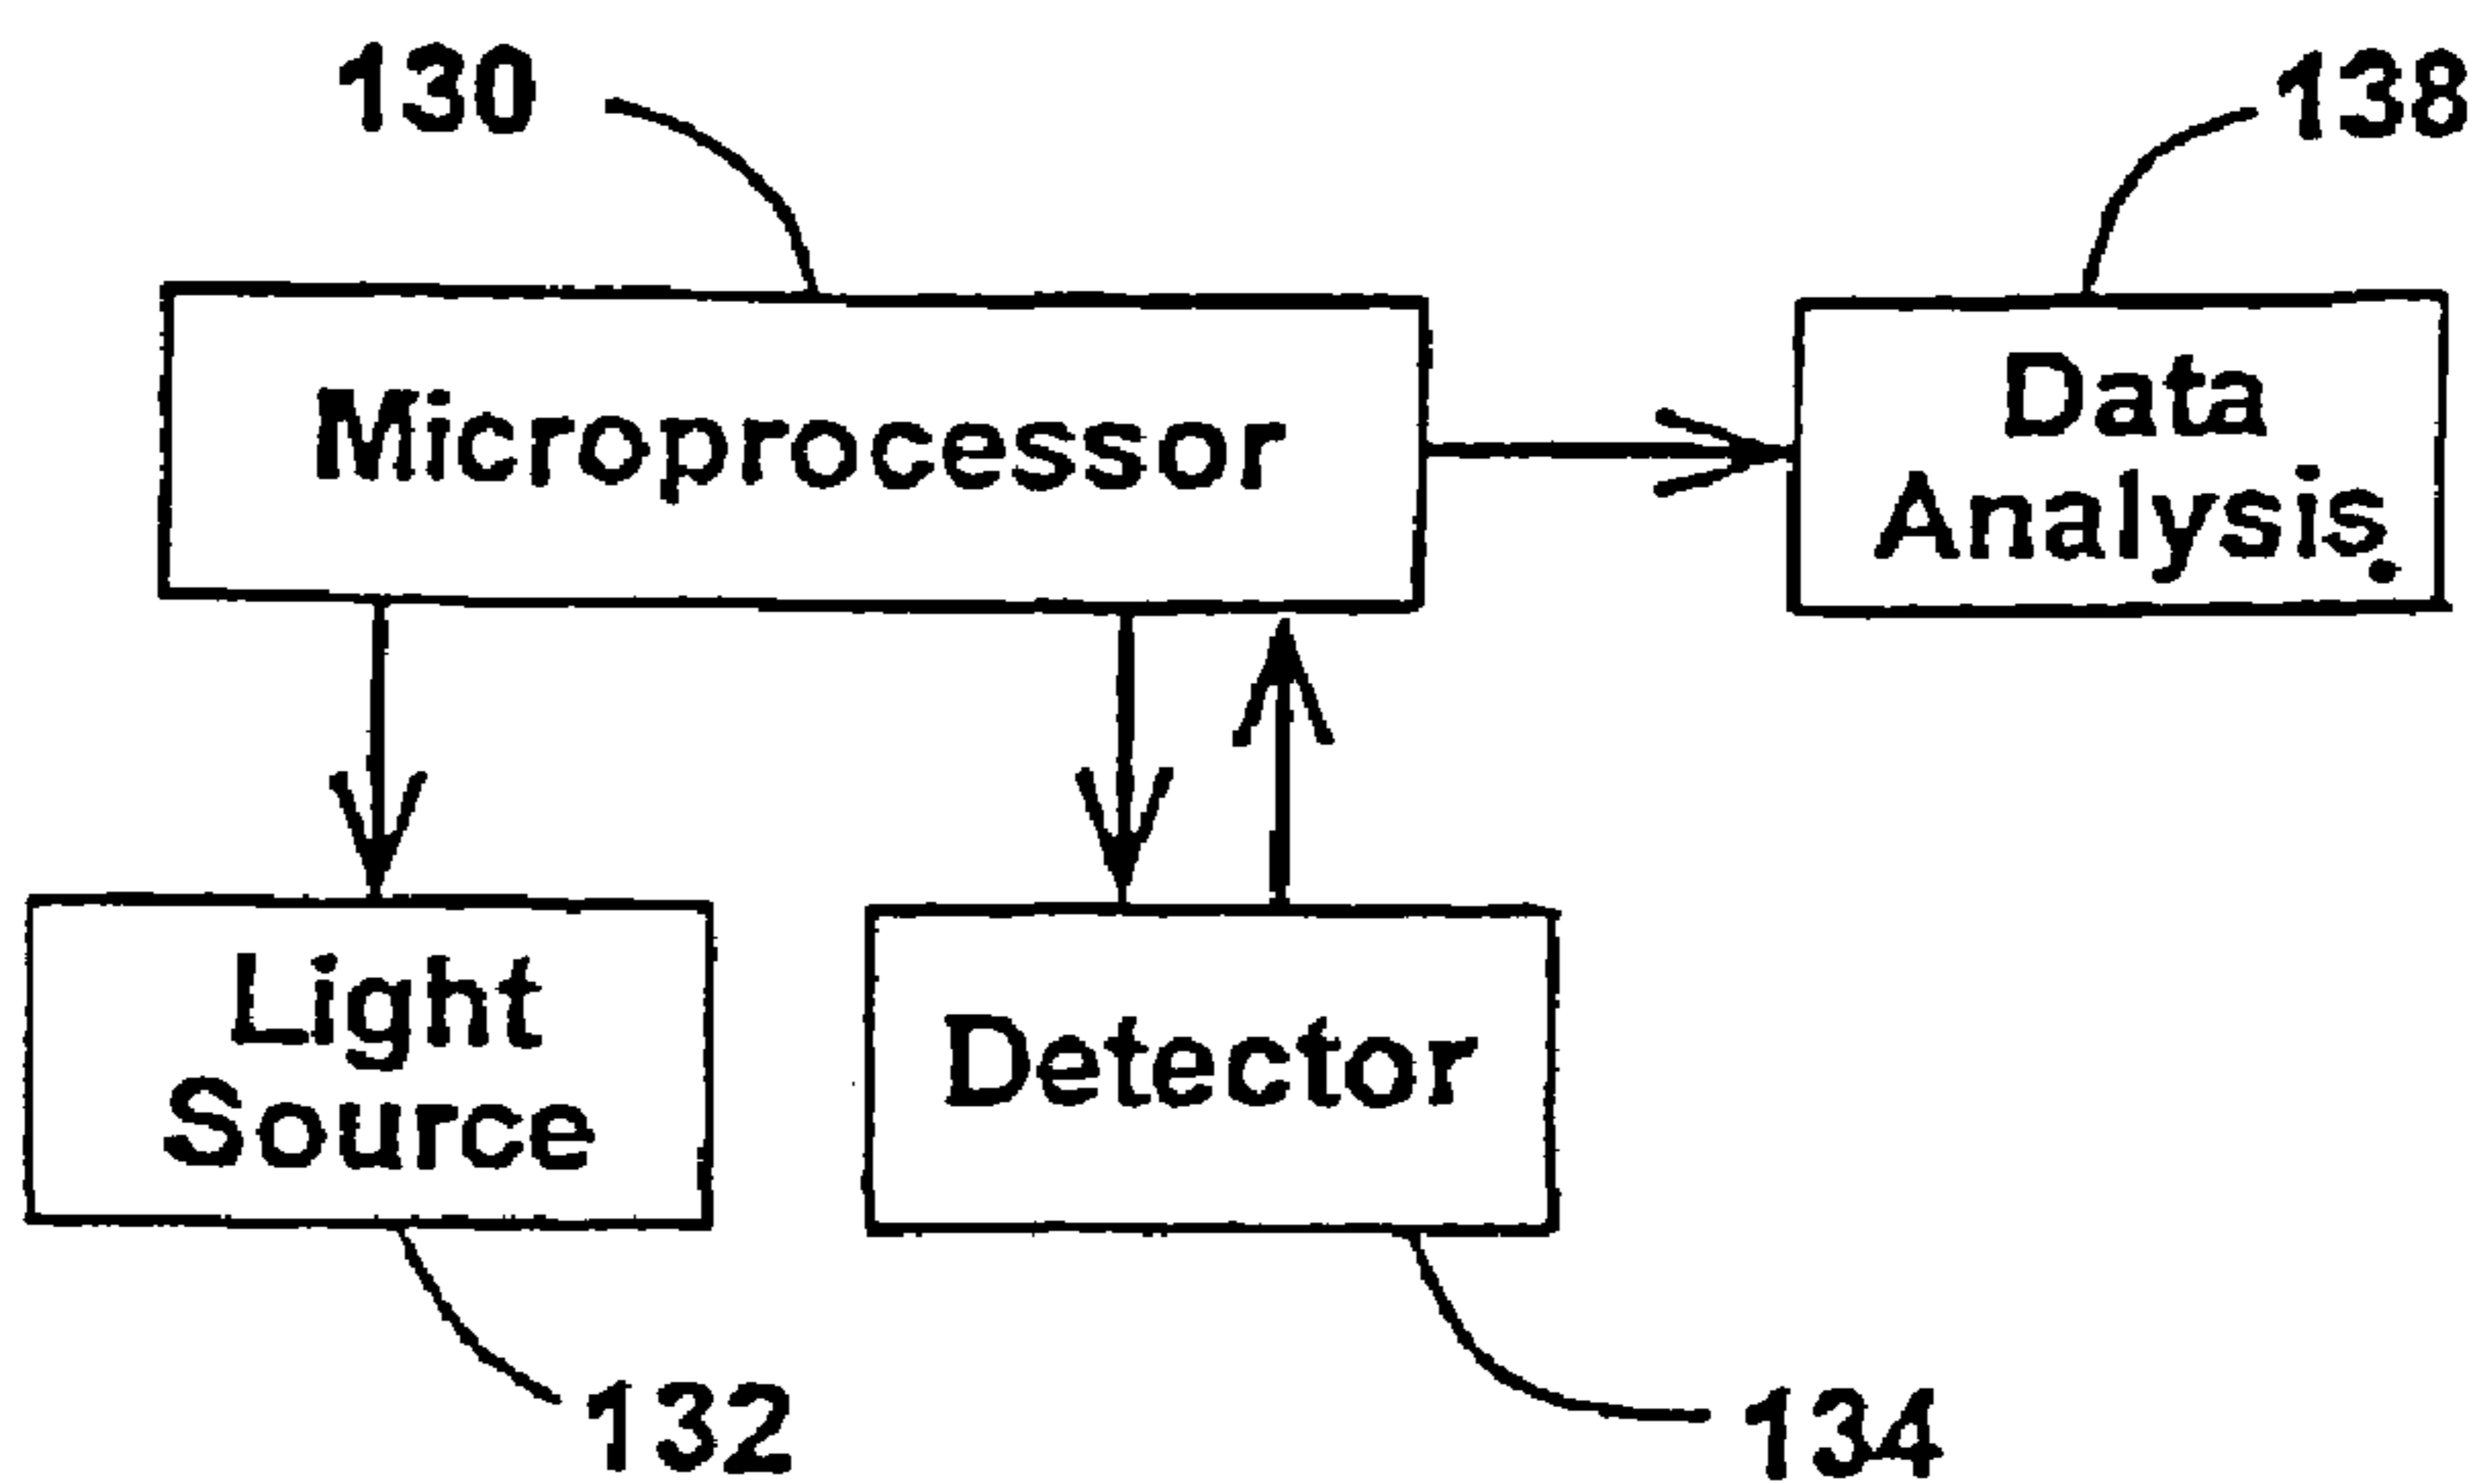 130
138
Microprocessor
Data
Analysis
Light
Source
Detector
132
134